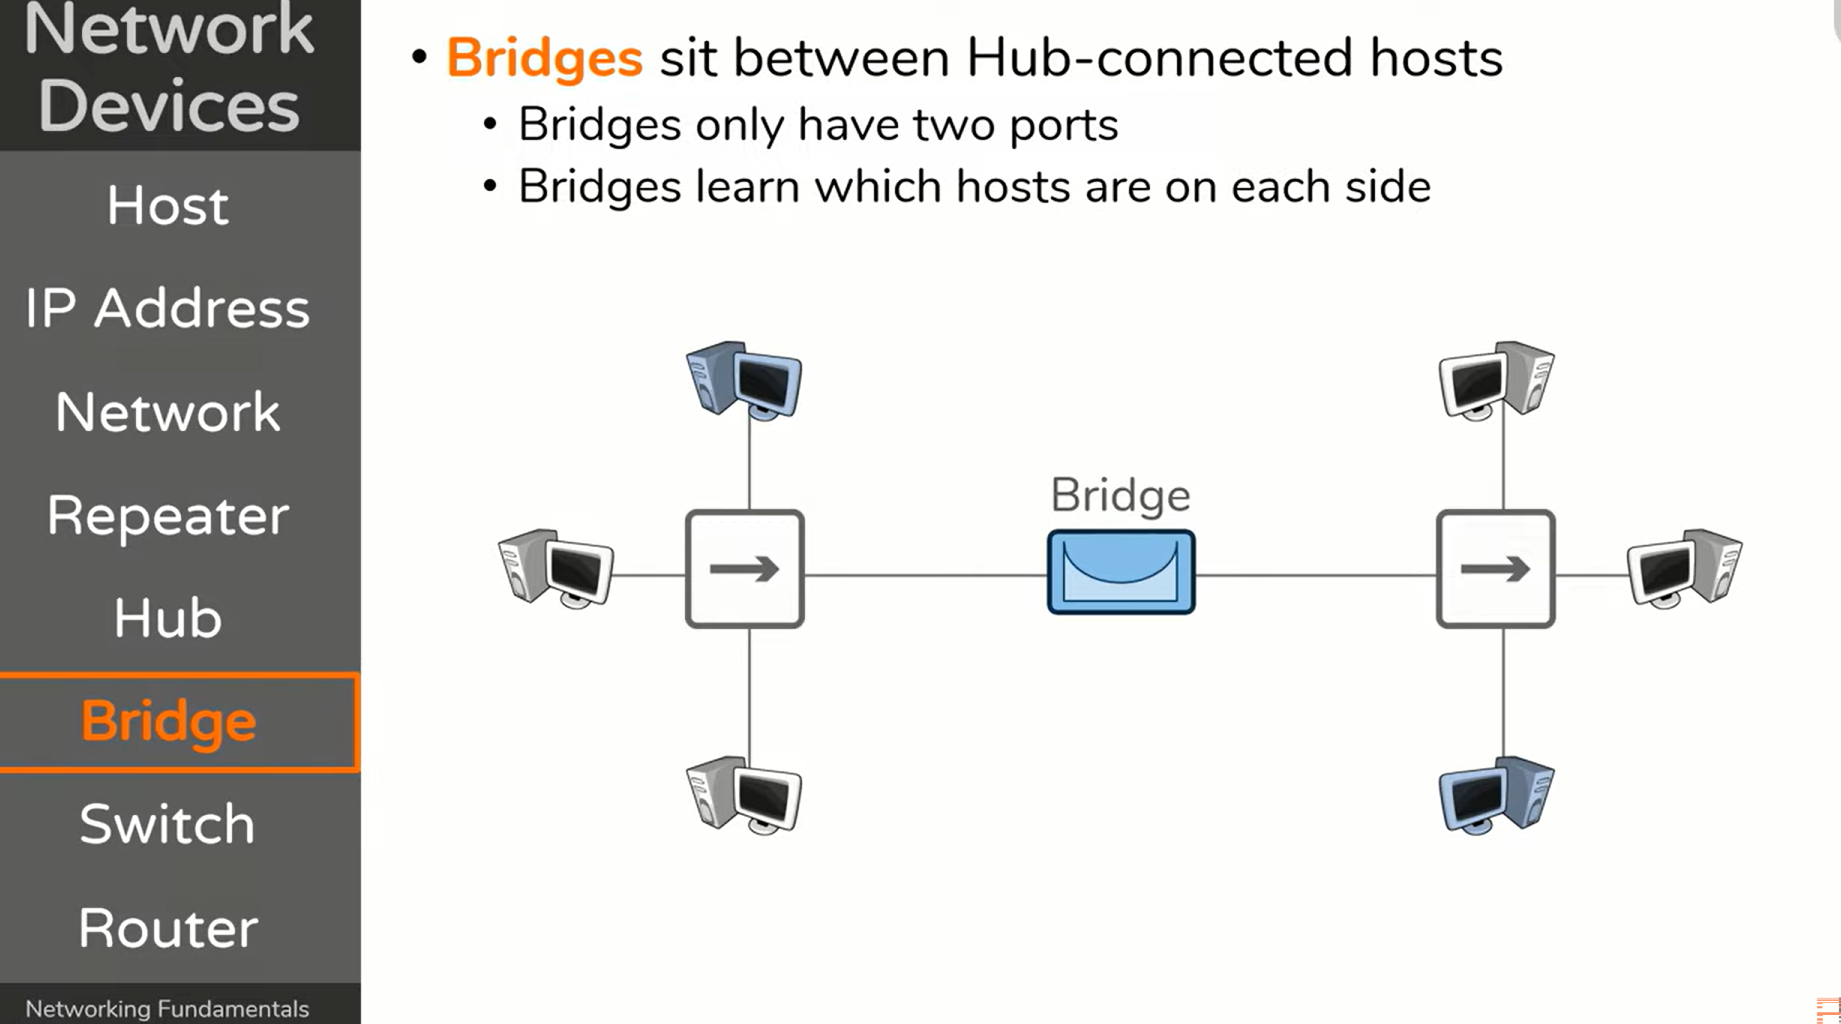 Network
Devices
Host
IP Address
Network
Repeater
Hub
Bridge
Switch
Router
Networking Fundamentals
• Bridges sit between Hub-connected hosts
• Bridges only have two ports
• Bridges learn which hosts are on each side
Bridge